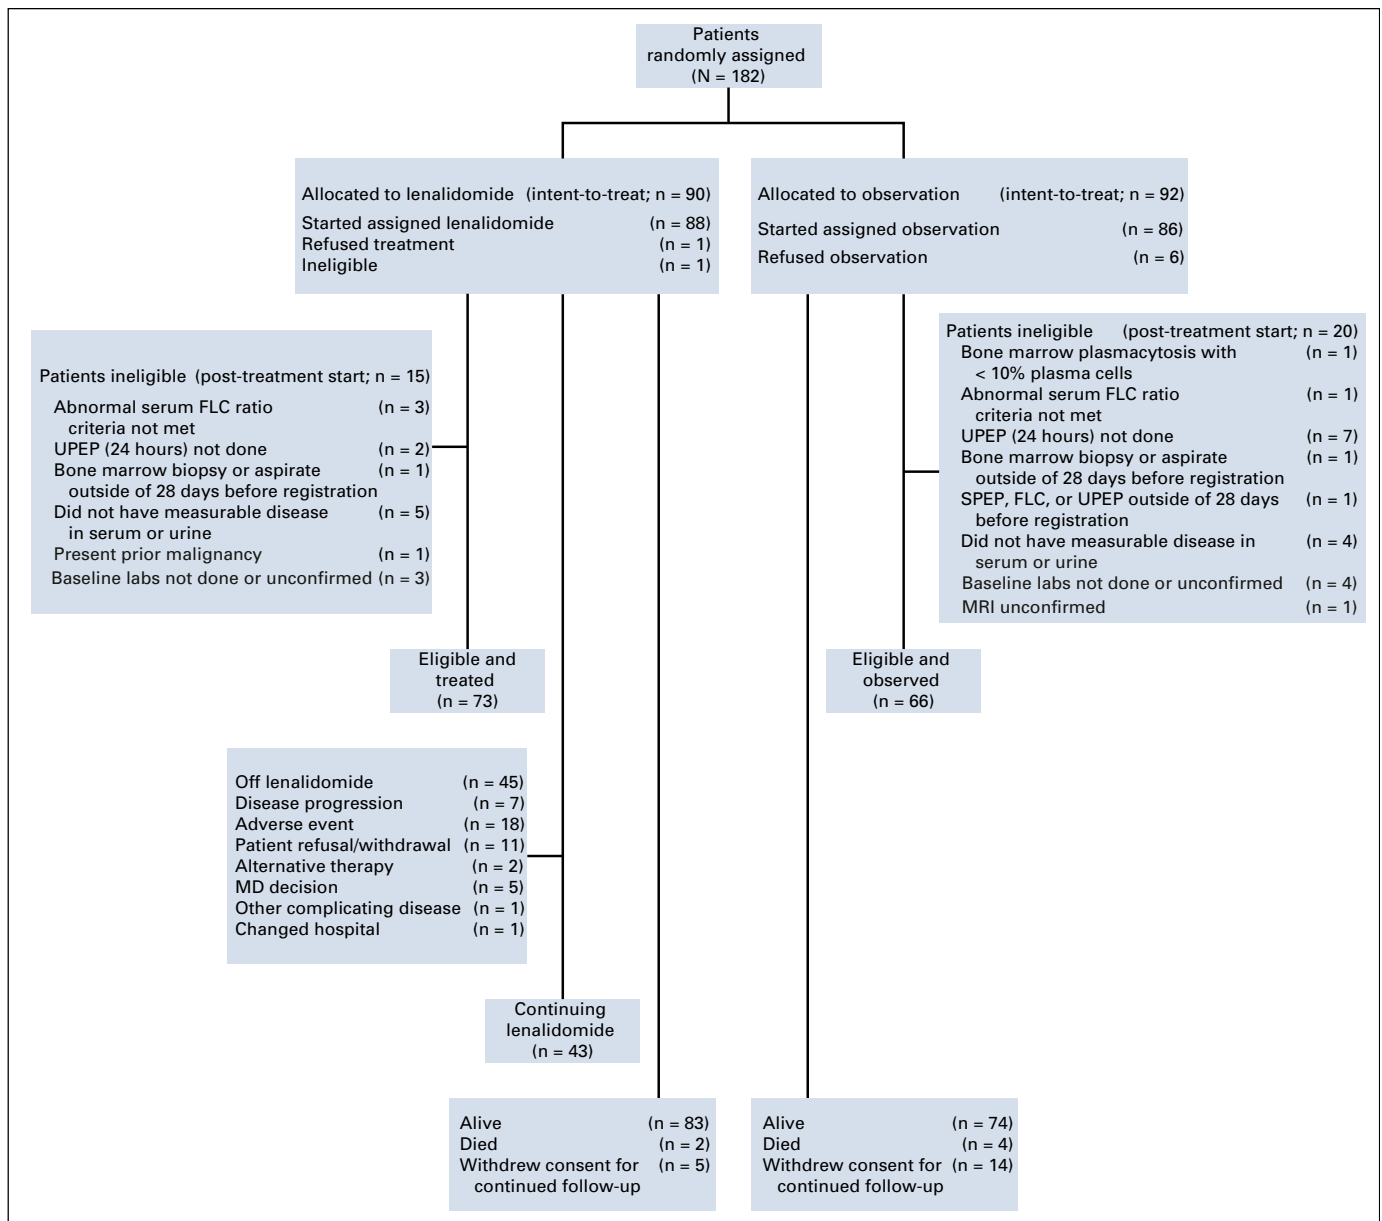 Patients
randomly assigned
(N = 182)
Allocated to lenalidomide (intent-to-treat; n = 90)
Started assigned lenalidomide (n = 88)
Refused treatment (n = 1)
Ineligible (n = 1)
Allocated to observation (intent-to-treat; n = 92)
Started assigned observation (n = 86)
Refused observation (n = 6)
Patients ineligible (post-treatment start; n = 15)
Abnormal serum FLC ratio (n = 3)
criteria not met
UPEP (24 hours) not done (n = 2)
Bone marrow biopsy or aspirate (n = 1)
outside of 28 days before registration
Did not have measurable disease (n = 5)
in serum or urine
Present prior malignancy (n = 1)
Baseline labs not done or unconfirmed (n = 3)
Patients ineligible (post-treatment start; n = 20)
Bone marrow plasmacytosis with (n = 1)
< 10% plasma cells
Abnormal serum FLC ratio (n = 1)
criteria not met
UPEP (24 hours) not done (n = 7)
Bone marrow biopsy or aspirate (n = 1)
outside of 28 days before registration
SPEP, FLC, or UPEP outside of 28 days (n = 1)
before registration
Did not have measurable disease in (n = 4)
serum or urine
Baseline labs not done or unconfirmed (n = 4)
MRI unconfirmed (n = 1)
Eligible and
treated
(n = 73)
Eligible and
observed
(n = 66)
Off lenalidomide (n = 45)
Disease progression (n = 7)
Adverse event (n = 18)
Patient refusal/withdrawal (n = 11)
Alternative therapy (n = 2)
MD decision (n = 5)
Other complicating disease (n = 1)
Changed hospital (n = 1)
Continuing
lenalidomide
(n = 43)
Alive (n = 83)
Died (n = 2)
Withdrew consent for (n = 5)
continued follow-up
Alive (n = 74)
Died (n = 4)
Withdrew consent for (n = 14)
continued follow-up